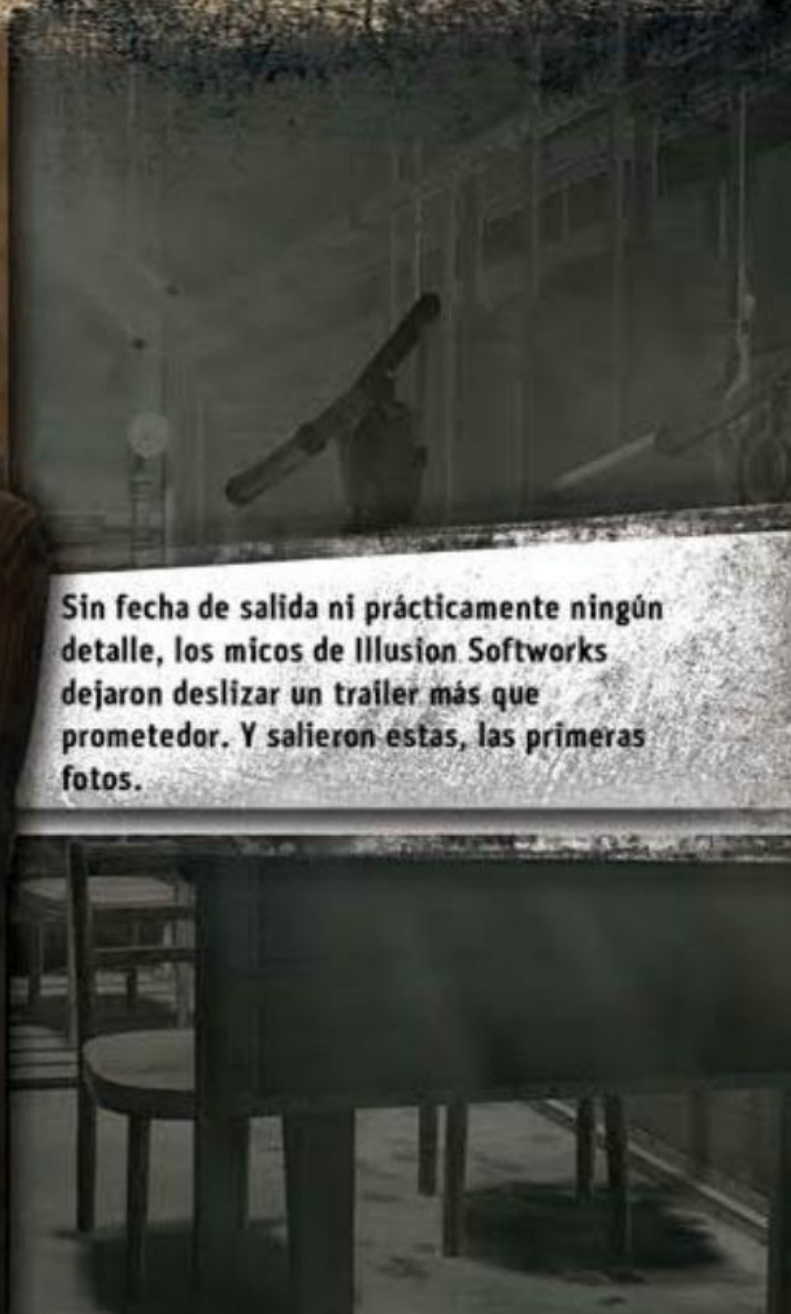 Sin fecha de salida ni prácticamente ningún
detalle, los micos de Illusion Softworks
dejaron deslizar un trailer más que
prometedor. Y salieron estas, las primeras
fotos.